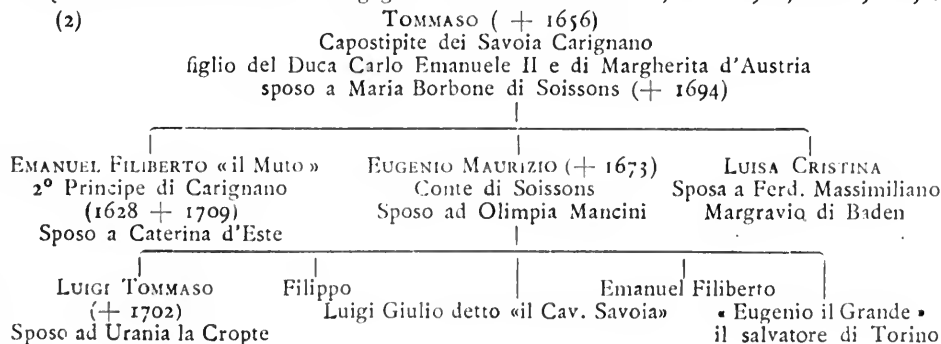 (2)
TOMMASO ( + 1656)
Capostipite dei Savoia Carignano
figlio del Duca Carlo Emanuele II e di Margherita d'Austria
sposo a Maria Borbone di Soissons (+ 1694)
EMANUEL FILIBERTO «il Muto»
2º Principe di Carignano
(1628 + 1709)
Sposo a Caterina d'Este
EUGENIO MAURIZIO (+ 1673)
Conte di Soissons
Sposo ad Olimpia Mancini
LUISA CRISTINA
Sposa a Ferd. Massimiliano
Margravio di Baden
LUIGI TOMMASO
(+ 1702)
Sposo ad Urania la Cropte
Filippo
Luigi Giulio detto «il Cav. Savoia»
Emanuel Filiberto
« Eugenio il Grande »
il salvatore di Torino